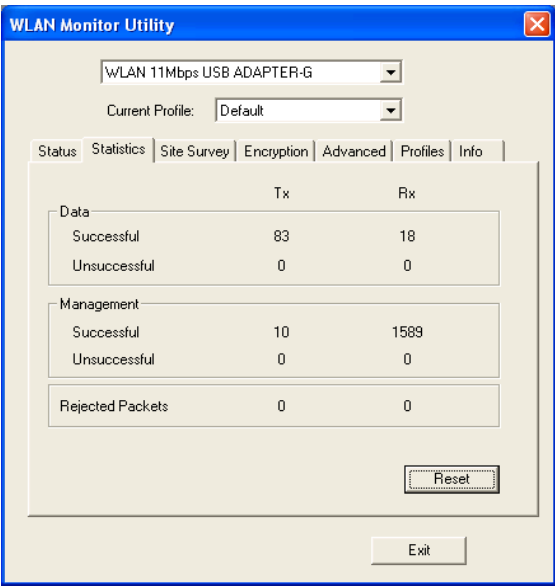 WLAN Monitor Utility
WLAN 11Mbps USB ADAPTER-G
Current Profile: Default
Status Statistics Site Survey Encryption Advanced Profiles Info
Tx Rx
Data
Successful 83 18
Unsuccessful 0 0
Management
Successful 10 1589
Unsuccessful 0 0
Rejected Packets 0 0
Reset
Exit